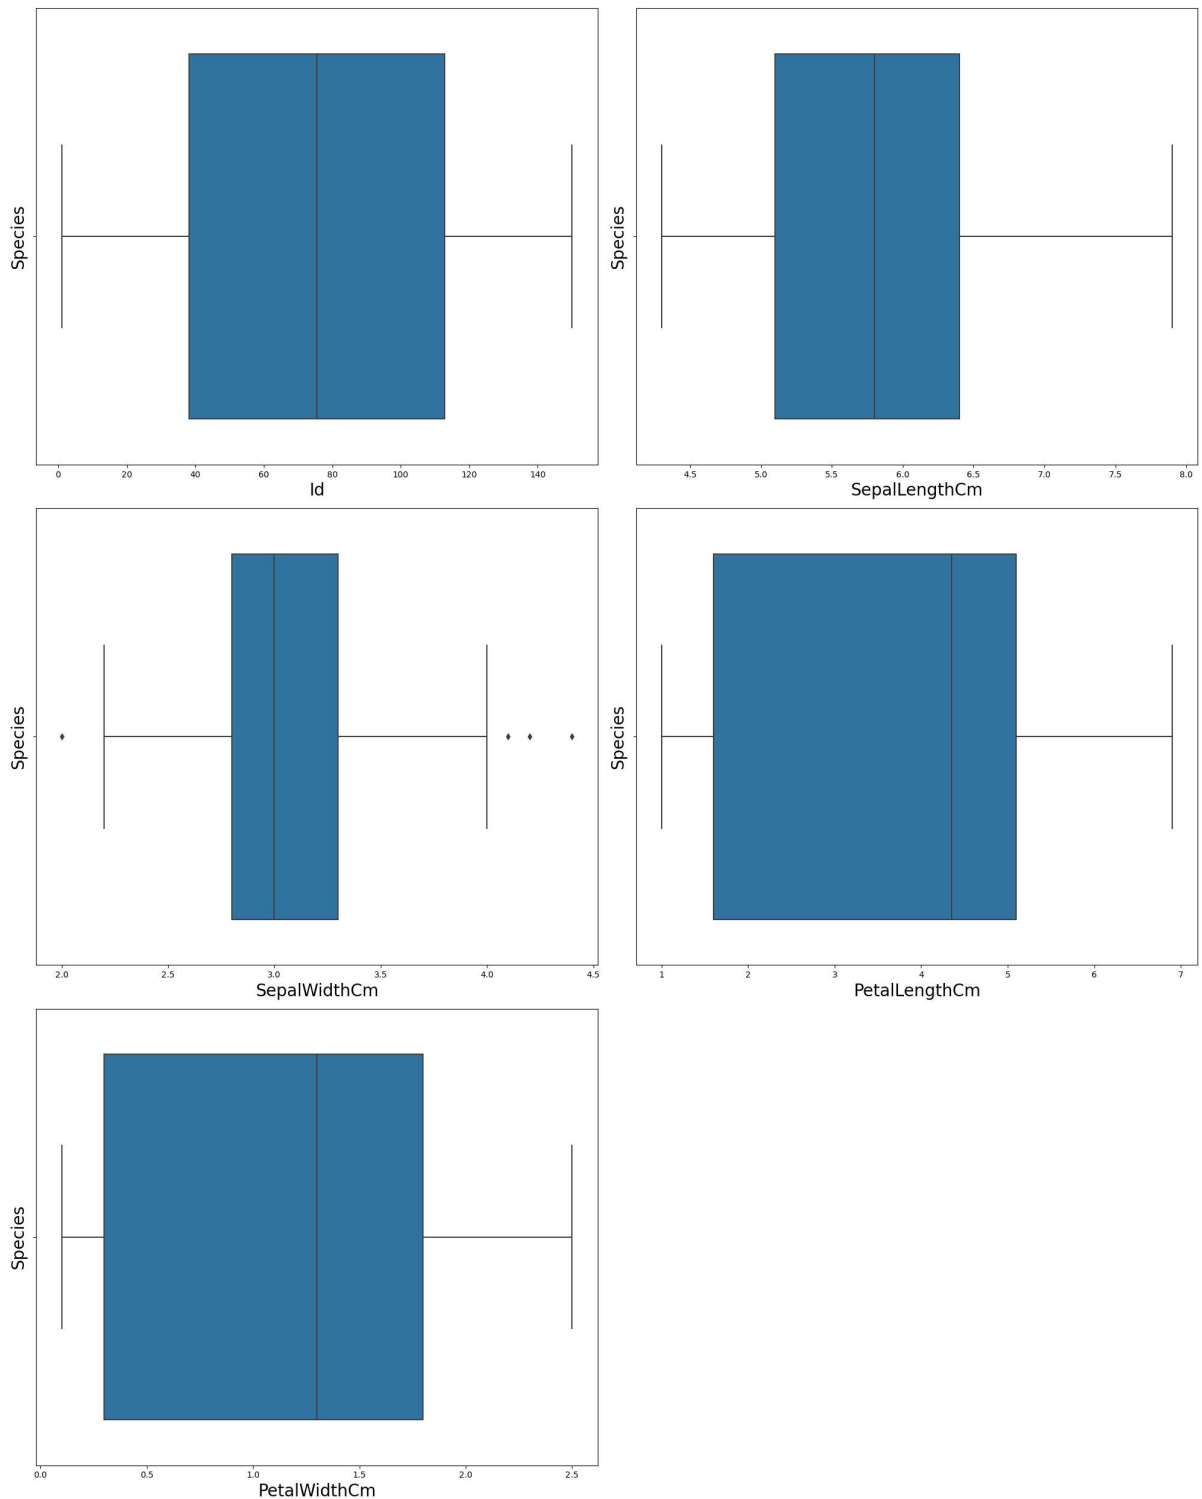 Species
0 20 40 60 80 100 120 140
Id
Species
4.5 5.0 5.5 6.0 6.5 7.0 7.5 8.0
SepalLengthCm
Species
2.0 2.5 3.0 3.5 4.0 4.5
SepalWidthCm
Species
1 2 3 4 5 6 7
PetalLengthCm
Species
0.0 0.5 1.0 1.5 2.0 2.5
PetalWidthCm